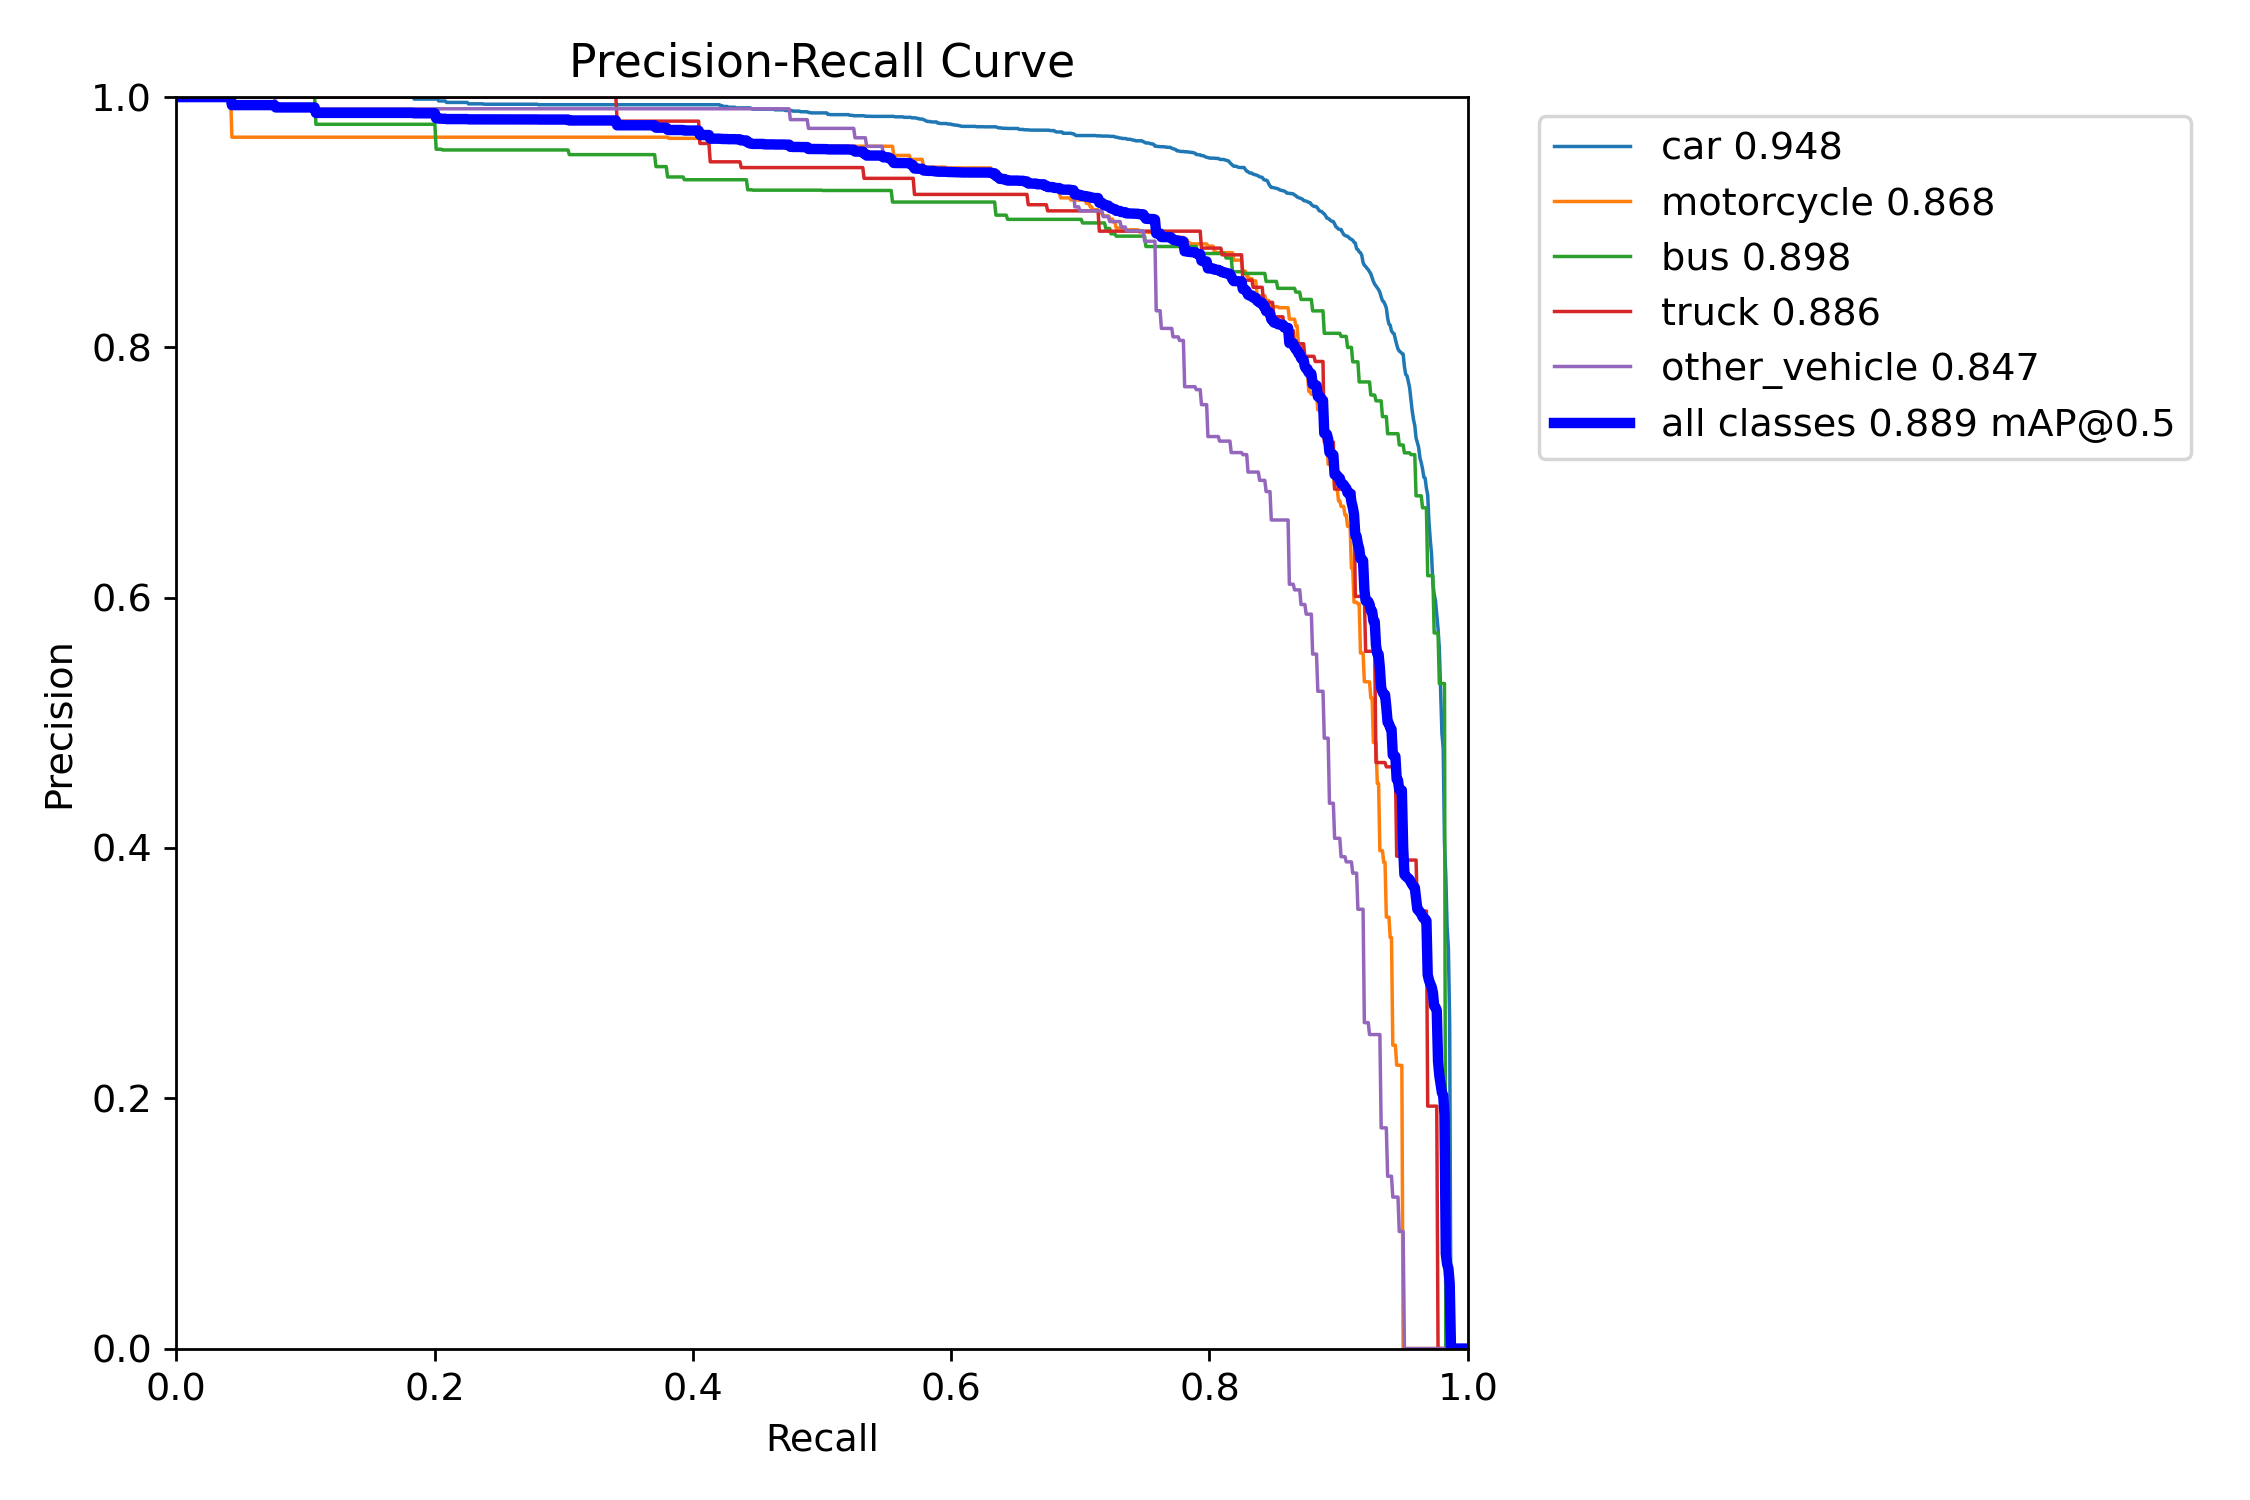 Precision-Recall Curve
1.0
0.8
0.6
0.4
0.2
0.0
Precision
0.0 0.2 0.4 0.6 0.8 1.0
Recall
car 0.948
motorcycle 0.868
bus 0.898
truck 0.886
other_vehicle 0.847
all classes 0.889 mAP@0.5